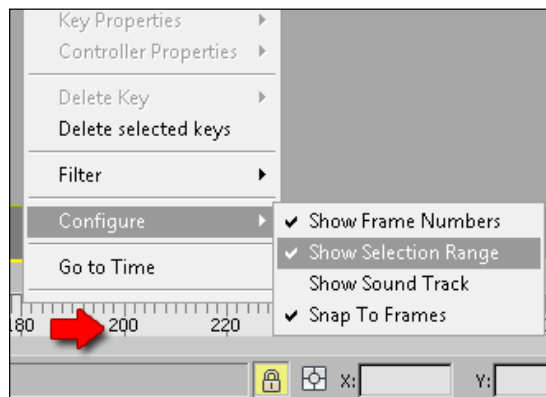 Key Properties
Controller Properties
Delete Key
Delete selected keys
Filter
Configure
Show Frame Numbers
Show Selection Range
Go to Time
Show Sound Track
Snap To Frames
180 200 220
X: Y: